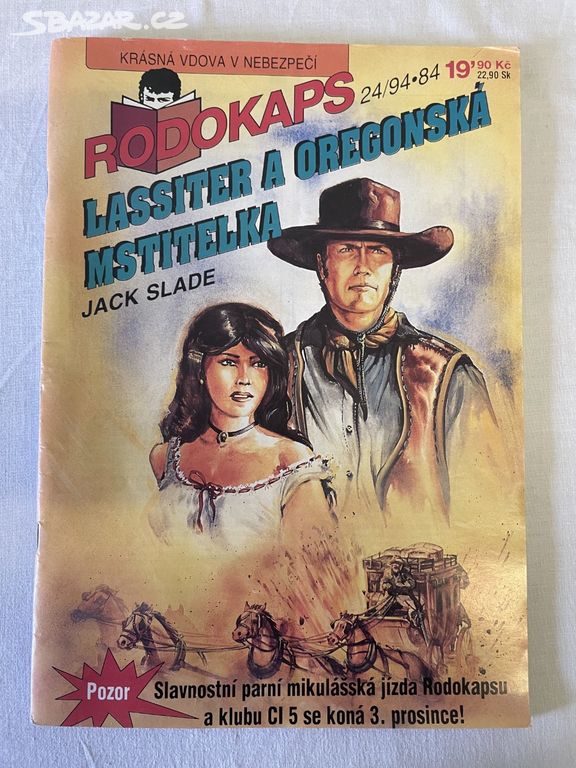 SBAZAR.CZ
KRÁSNÁ VDOVA V NEBEZPEČÍ
RODOKAPS
24/94·84
19'90 Kč
22,90 Sk
LASSITER A OREGONSKÁ
MSTITELKA
JACK SLADE
Pozor
Slavnostní parní mikulášská jízda Rodokapsu
a klubu CI 5 se koná 3. prosince!